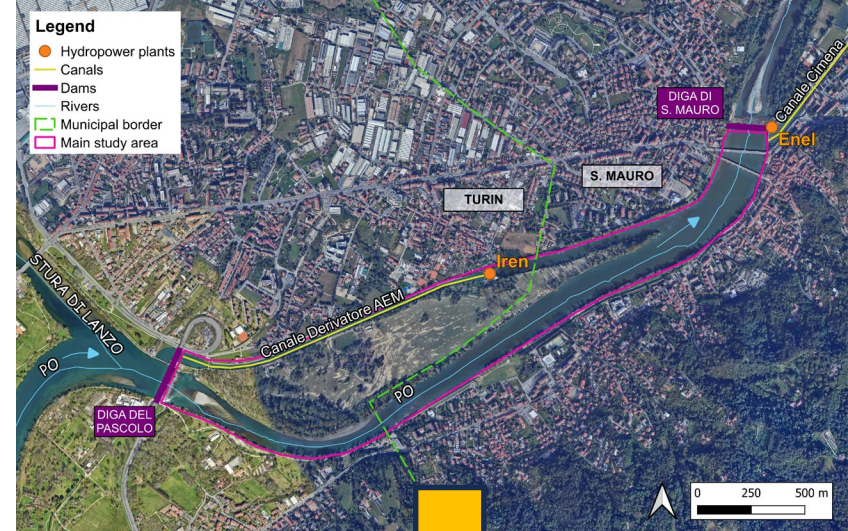 Legend
Hydropower plants
Canals
Dams
Rivers
Municipal border
Main study area
DIGA DI
S. MAURO
Canale Cimena
Enel
S. MAURO
TURIN
Iren
STURA DI LANZO
Canale Derivatore AEM
PO
PO
DIGA DEL
PASCOLO
0 250 500 m